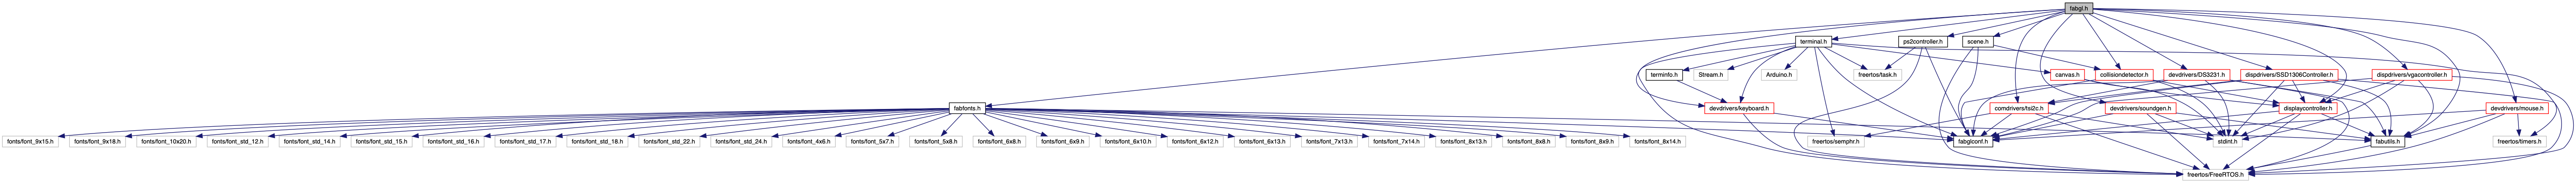 fabgl.h
terminal.h
ps2controller.h
scene.h
terminfo.h
Stream.h
Arduino.h
freertos/task.h
canvas.h
collisiondetector.h
devdrivers/DS3231.h
dispdrivers/SSD1306Controller.h
dispdrivers/vgacontroller.h
fabfonts.h
devdrivers/keyboard.h
comdrivers/tsi2c.h
devdrivers/soundgen.h
displaycontroller.h
devdrivers/mouse.h
fonts/font_9x15.h
fonts/font_9x18.h
fonts/font_10x20.h
fonts/font_std_12.h
fonts/font_std_14.h
fonts/font_std_15.h
fonts/font_std_16.h
fonts/font_std_17.h
fonts/font_std_18.h
fonts/font_std_22.h
fonts/font_std_24.h
fonts/font_4x6.h
fonts/font_5x7.h
fonts/font_5x8.h
fonts/font_6x8.h
fonts/font_6x9.h
fonts/font_6x10.h
fonts/font_6x12.h
fonts/font_6x13.h
fonts/font_7x13.h
fonts/font_7x14.h
fonts/font_8x13.h
fonts/font_8x8.h
fonts/font_8x9.h
fonts/font_8x14.h
freertos/semphr.h
fabglconf.h
stdint.h
fabutils.h
freertos/timers.h
freertos/FreeRTOS.h